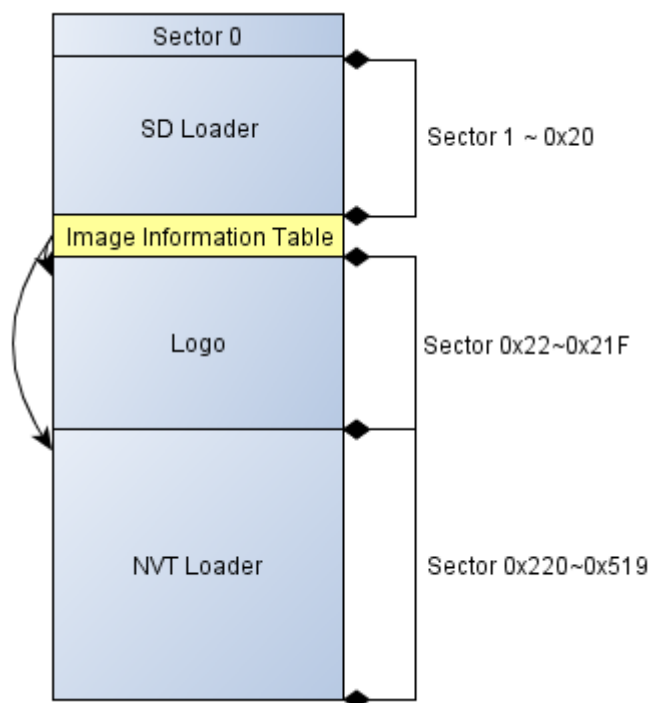 Sector 0
SD Loader
Sector 1 ~ 0x20
Image Information Table
Logo
Sector 0x22~0x21F
NVT Loader
Sector 0x220~0x519